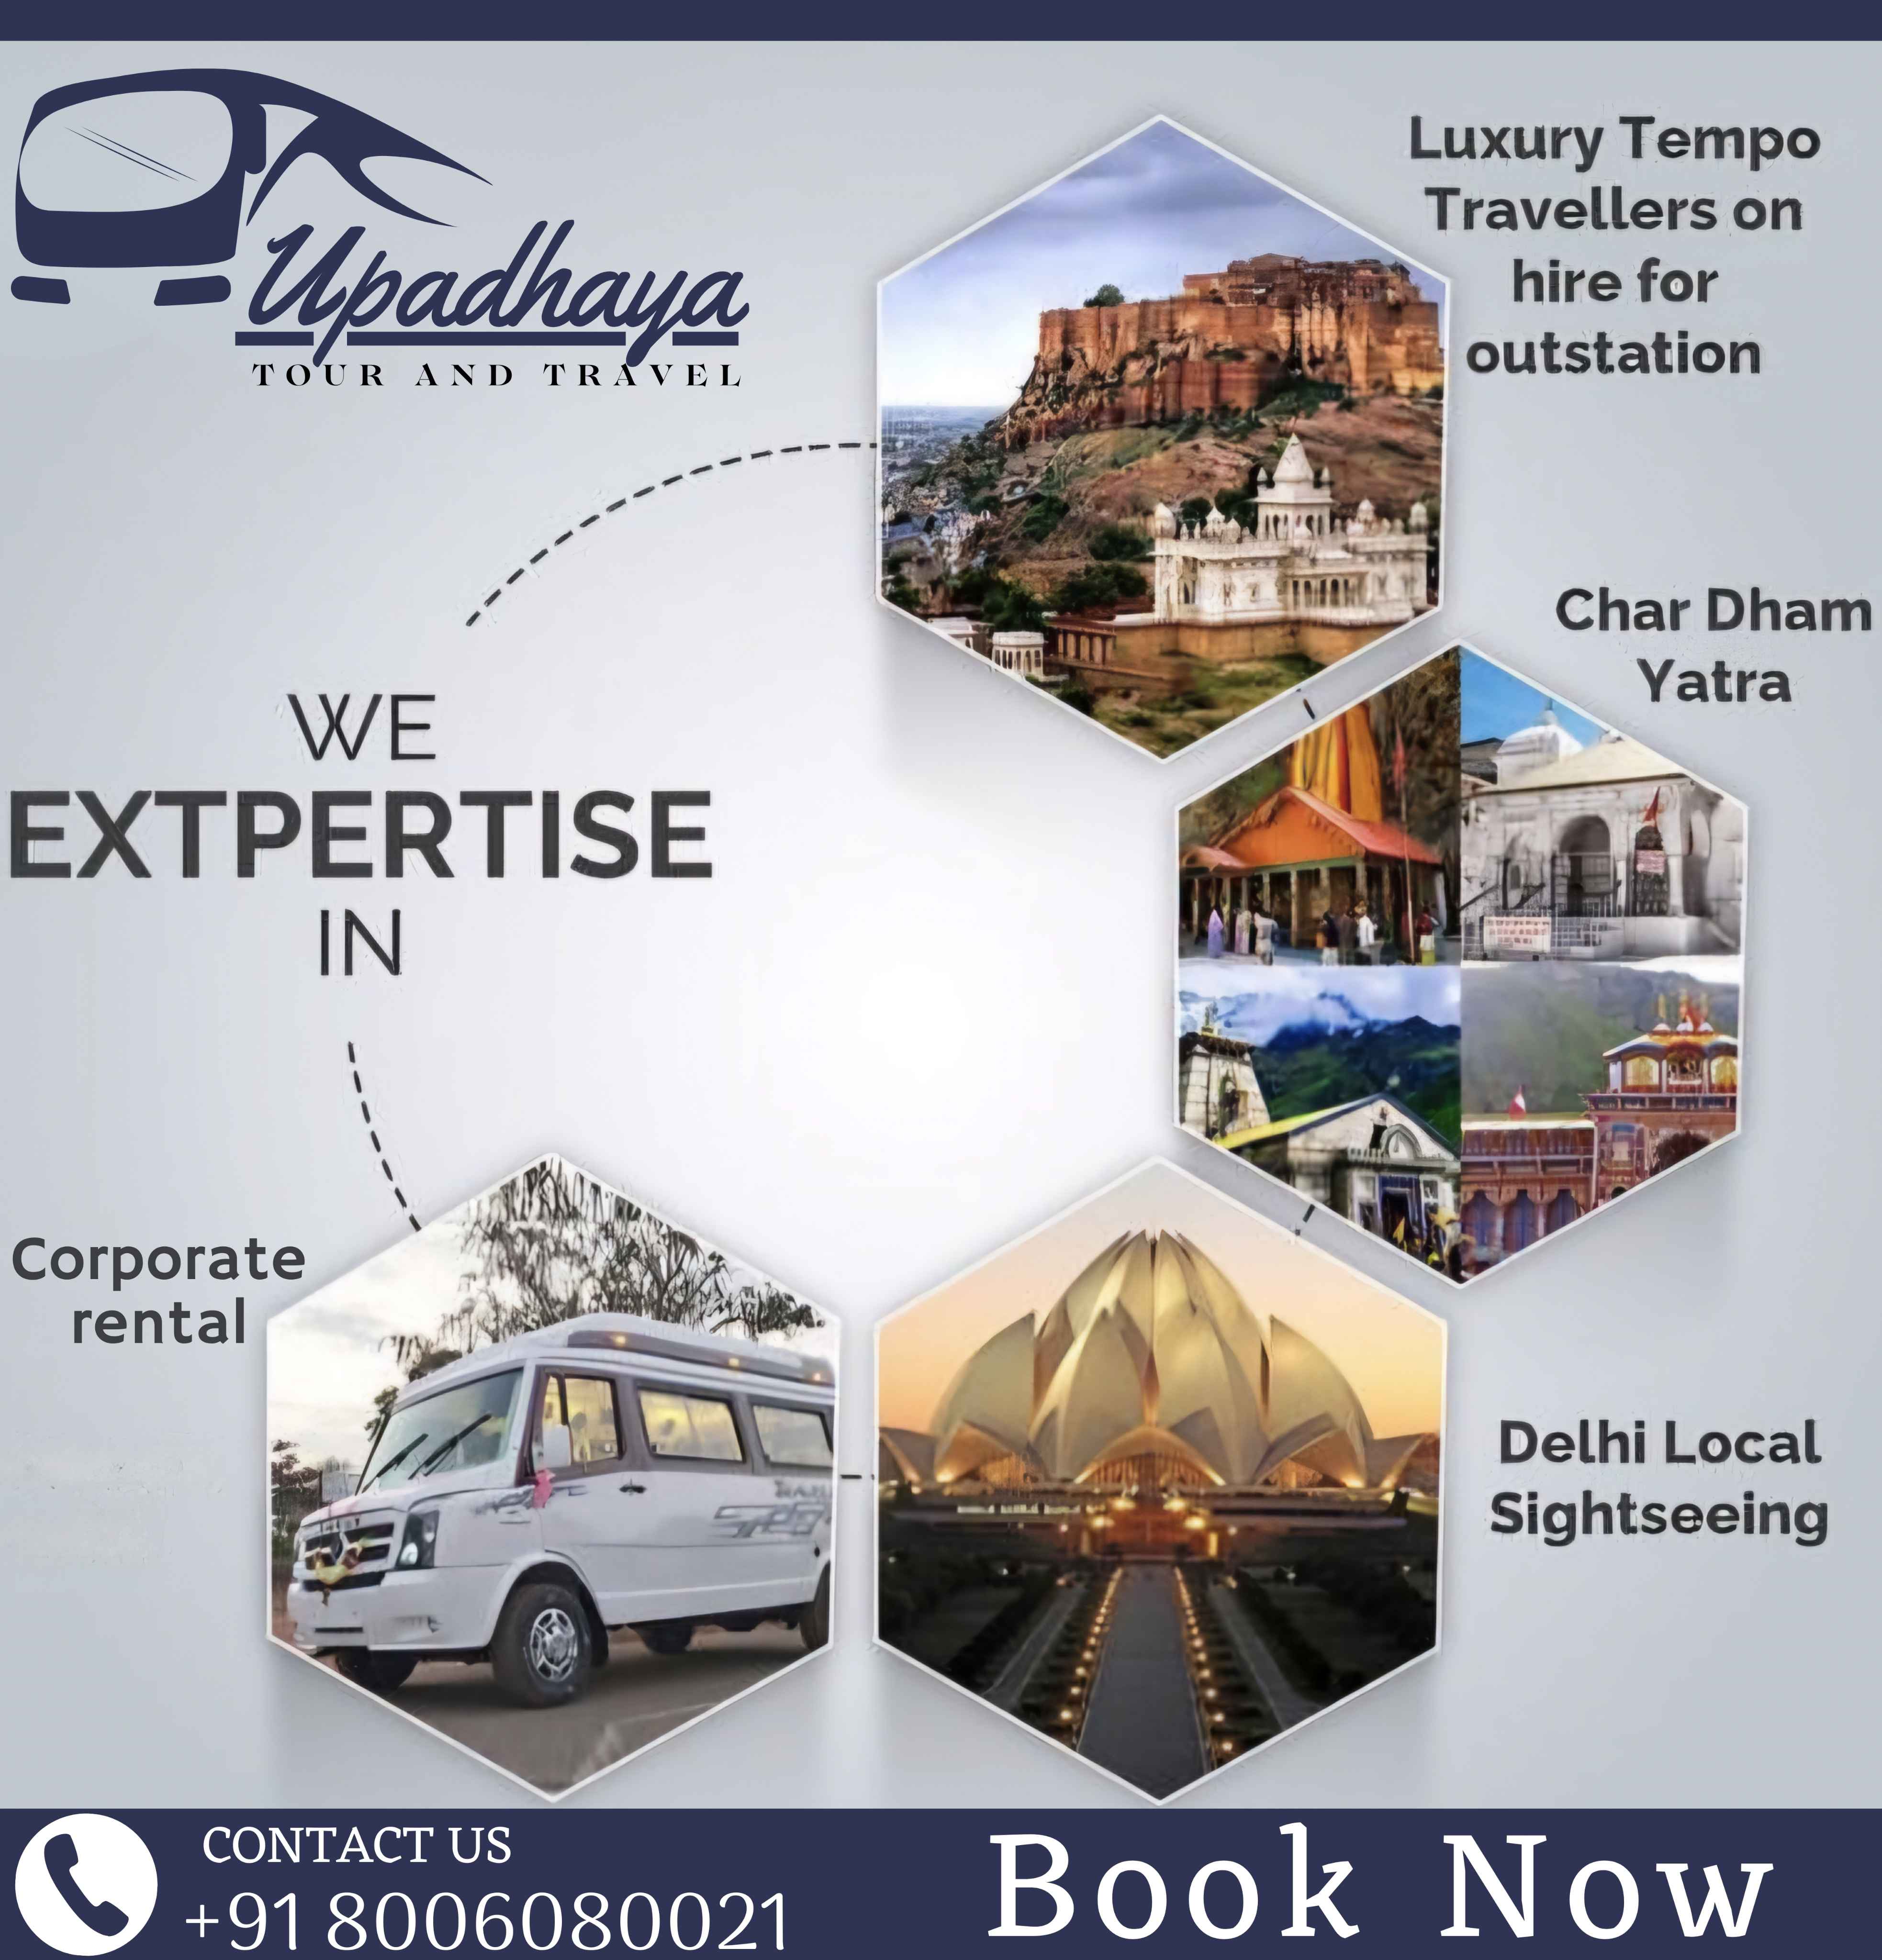 Upadhaya
TOUR AND TRAVEL
Luxury Tempo
Travellers on
hire for
outstation
Char Dham
Yatra
WE
EXTPERTISE
IN
Corporate
rental
Delhi Local
Sightseeing
CONTACT US
+91 8006080021
Book Now